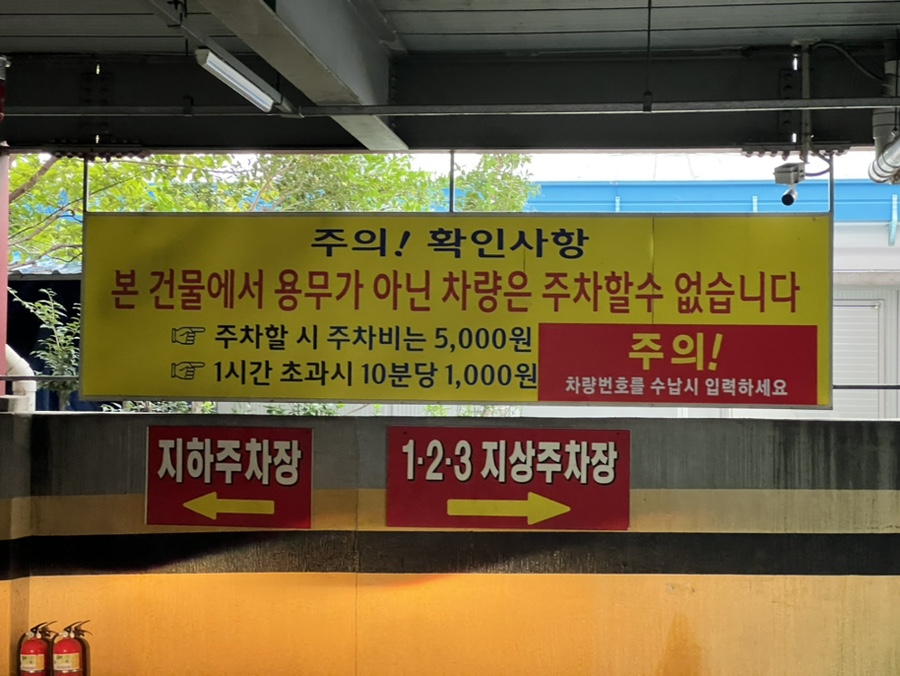 주의! 확인사항
본 건물에서 용무가 아닌 차량은 주차할수 없습니다
☞ 주차할 시 주차비는 5,000원
☞ 1시간 초과시 10분당 1,000원
주의!
차량번호를 수납시 입력하세요
지하주차장
←
1·2·3 지상주차장
→